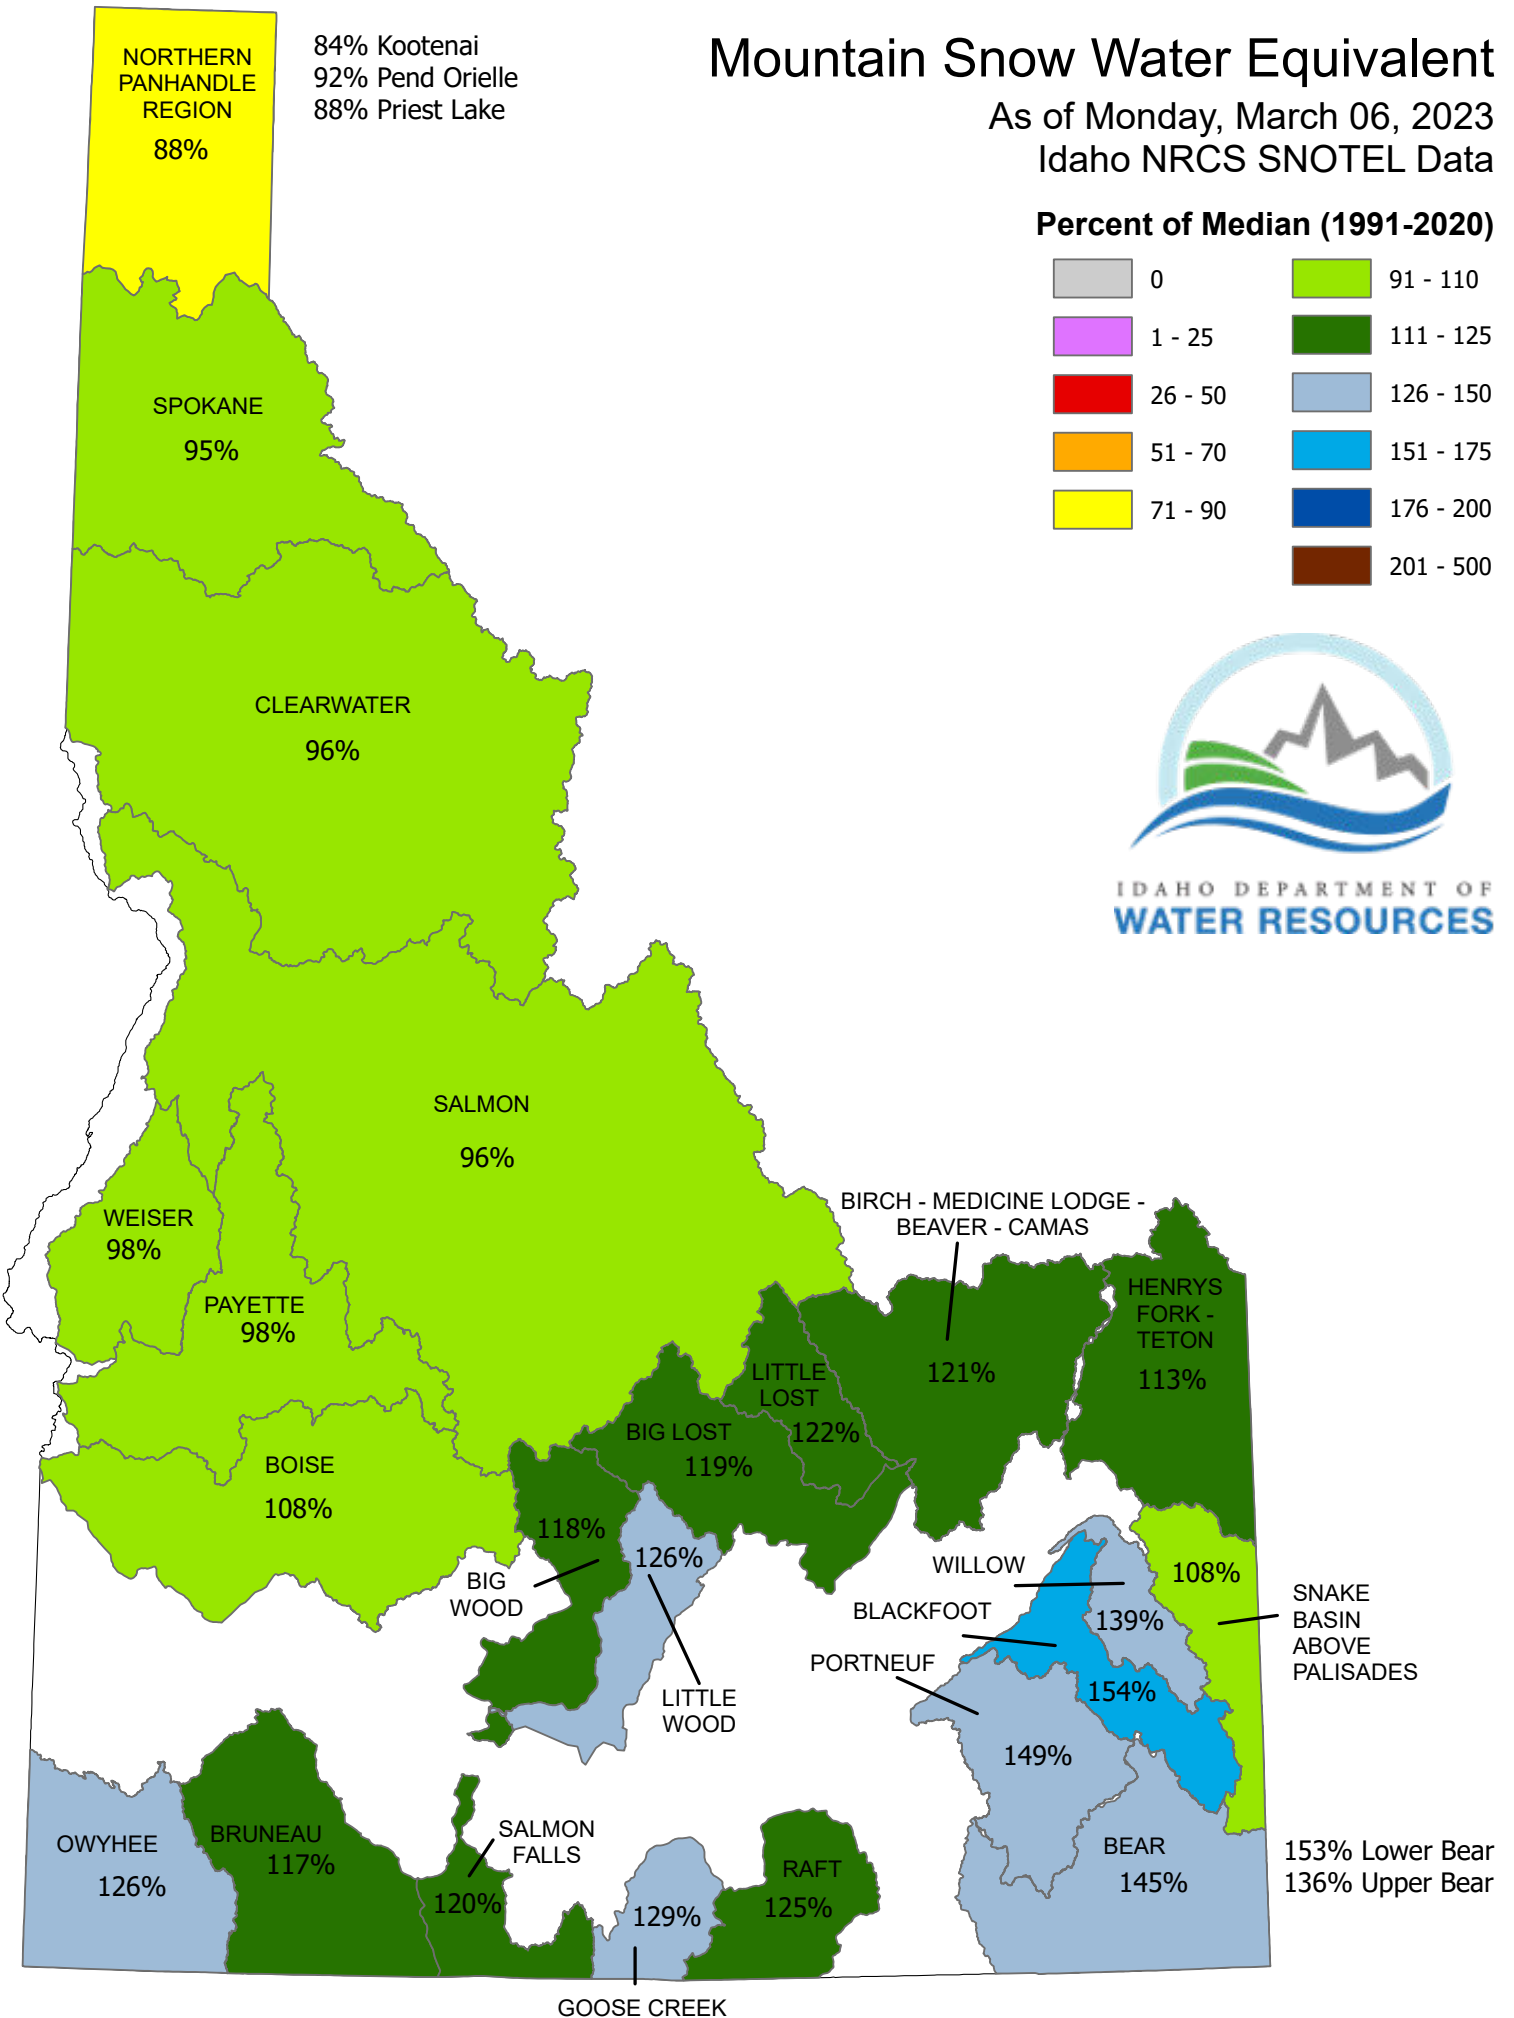 Mountain Snow Water Equivalent
As of Monday, March 06, 2023
Idaho NRCS SNOTEL Data
Percent of Median (1991-2020)
0
1 - 25
26 - 50
51 - 70
71 - 90
91 - 110
111 - 125
126 - 150
151 - 175
176 - 200
201 - 500
IDAHO DEPARTMENT OF
WATER RESOURCES
NORTHERN
PANHANDLE
REGION
88%
84% Kootenai
92% Pend Orielle
88% Priest Lake
SPOKANE
95%
CLEARWATER
96%
SALMON
96%
WEISER
98%
PAYETTE
98%
BOISE
108%
BIRCH - MEDICINE LODGE -
BEAVER - CAMAS
121%
HENRYS
FORK -
TETON
113%
LITTLE
LOST
122%
BIG LOST
119%
118%
BIG
WOOD
126%
LITTLE
WOOD
WILLOW
139%
BLACKFOOT
154%
PORTNEUF
149%
108%
SNAKE
BASIN
ABOVE
PALISADES
OWYHEE
126%
BRUNEAU
117%
SALMON
FALLS
120%
129%
GOOSE CREEK
RAFT
125%
BEAR
145%
153% Lower Bear
136% Upper Bear